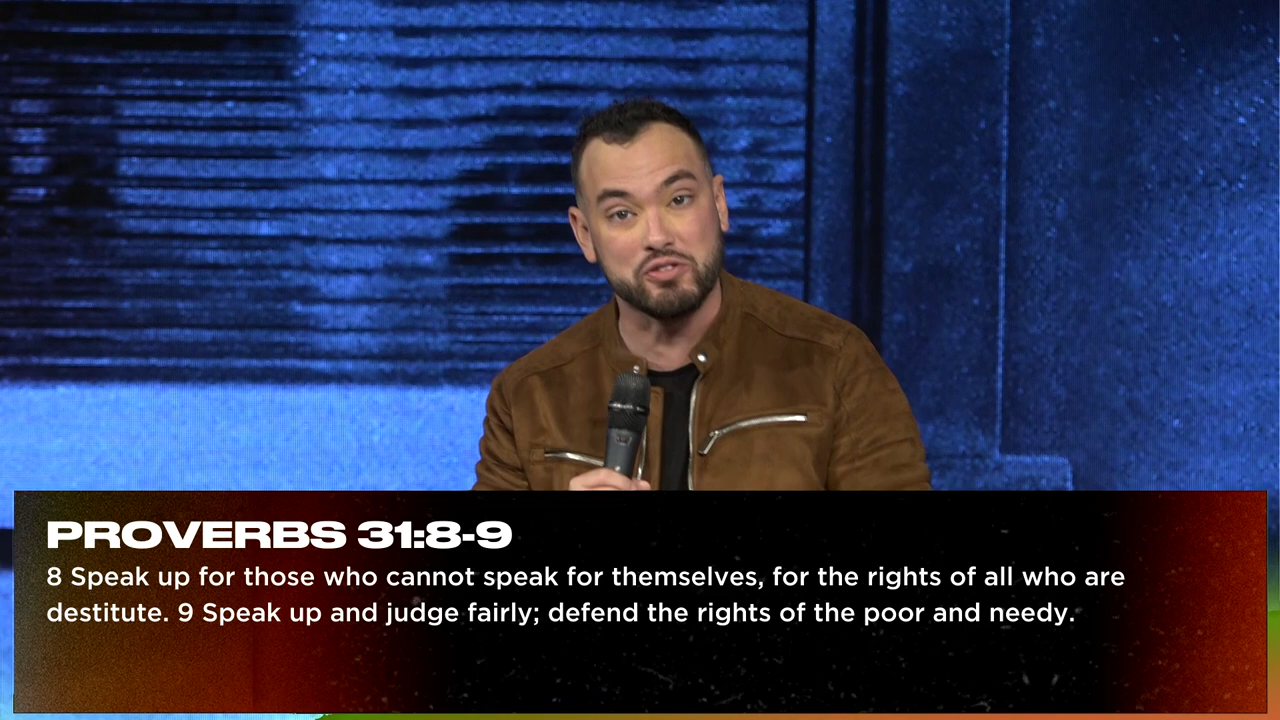 PROVERBS 31:8-9
8 Speak up for those who cannot speak for themselves, for the rights of all who are
destitute. 9 Speak up and judge fairly; defend the rights of the poor and needy.